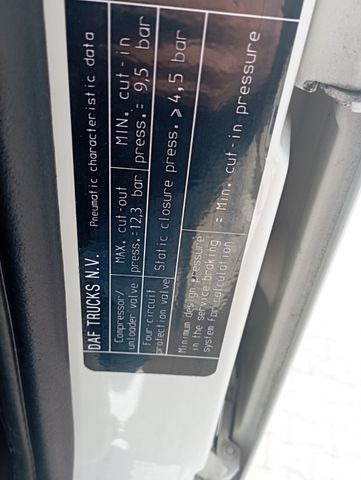 DAF TRUCKS N.V. Pneumatic characteristic data
Compressor/ MAX. cut-out MIN. cut-in
unloader valve press.=12,3 bar press.= 9,5 bar
Four circuit Static closure press. ⩾ 4,5 bar
protection valve
Minimum design pressure
in the service braking = Min. cut-in pressure
system for calculation